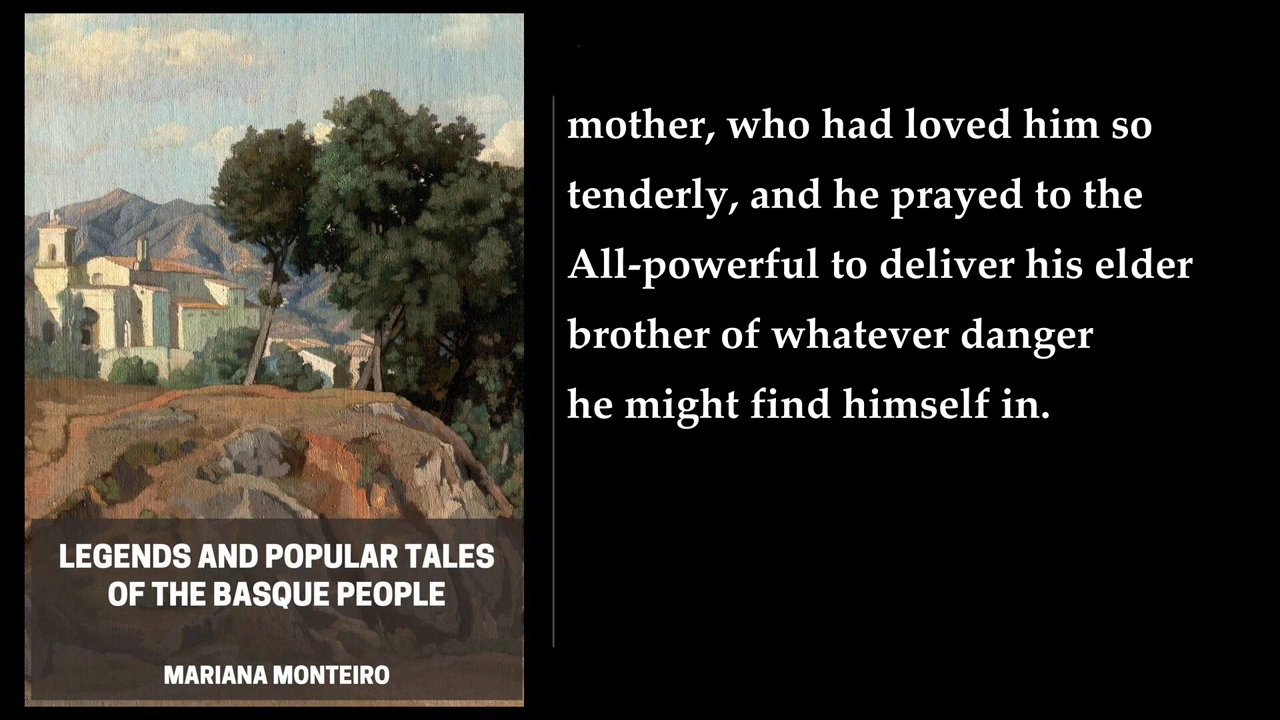 LEGENDS AND POPULAR TALES
OF THE BASQUE PEOPLE
MARIANA MONTEIRO
mother, who had loved him so
tenderly, and he prayed to the
All-powerful to deliver his elder
brother of whatever danger
he might find himself in.